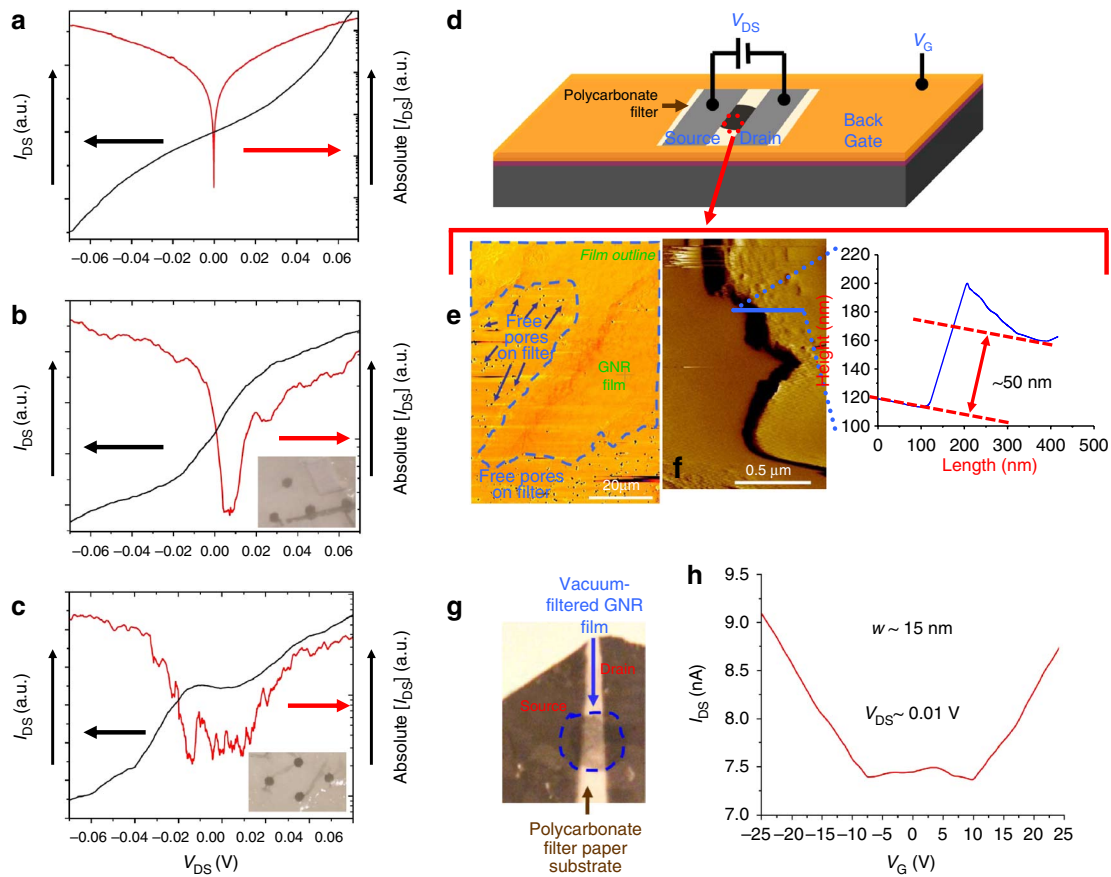 a
I_DS (a.u.)
Absolute [I_DS] (a.u.)
−0.06 −0.04 −0.02 0.00 0.02 0.04 0.06
b
I_DS (a.u.)
Absolute [I_DS] (a.u.)
−0.06 −0.04 −0.02 0.00 0.02 0.04 0.06
c
I_DS (a.u.)
Absolute [I_DS] (a.u.)
−0.06 −0.04 −0.02 0.00 0.02 0.04 0.06
V_DS (V)
d
V_DS
V_G
Polycarbonate
filter
Source
Drain
Back
Gate
e
Film outline
Free
pores
on filter
GNR
film
Free pores
on filter
20μm
f
0.5 μm
Height (nm)
220
200
180
160
140
120
100
~50 nm
0 100 200 300 400 500
Length (nm)
g
Vacuum-
filtered GNR
film
Drain
Source
Polycarbonate
filter paper
substrate
h
I_DS (nA)
9.5
9.0
8.5
8.0
7.5
7.0
w ~ 15 nm
V_DS ~ 0.01 V
−25 −20 −15 −10 −5 0 5 10 15 20 25
V_G (V)